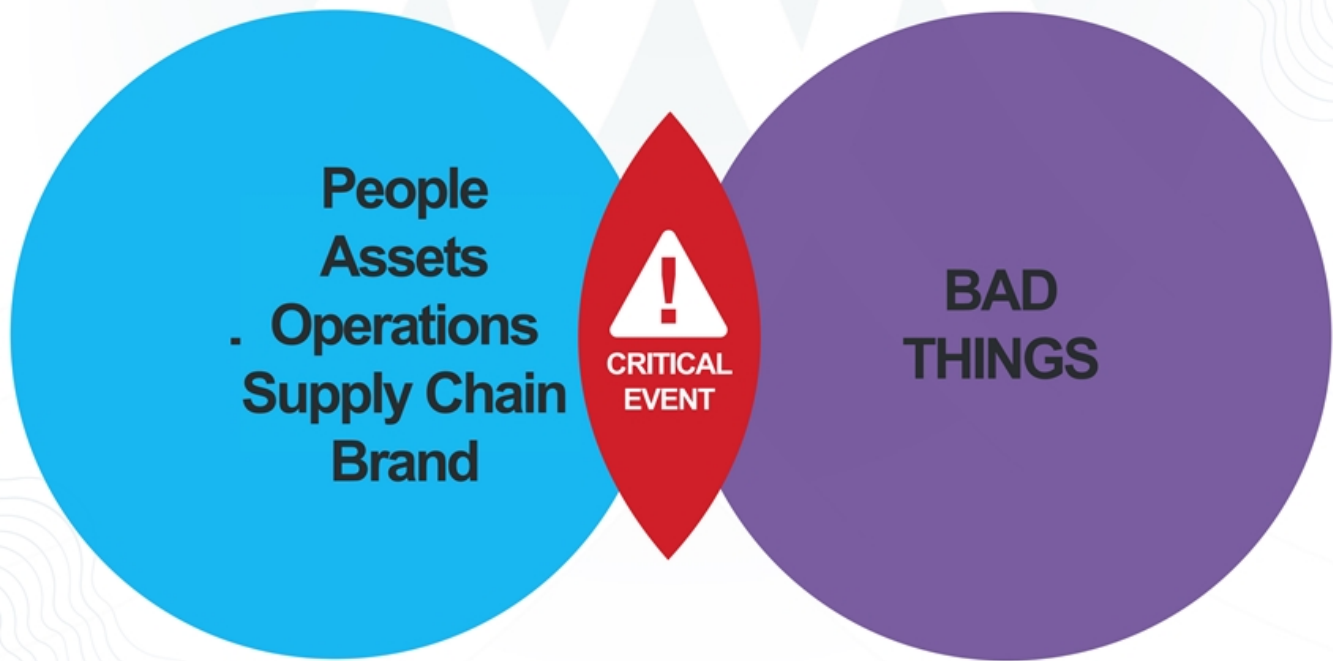 People
Assets
. Operations
Supply Chain
Brand
!
CRITICAL
EVENT
BAD
THINGS